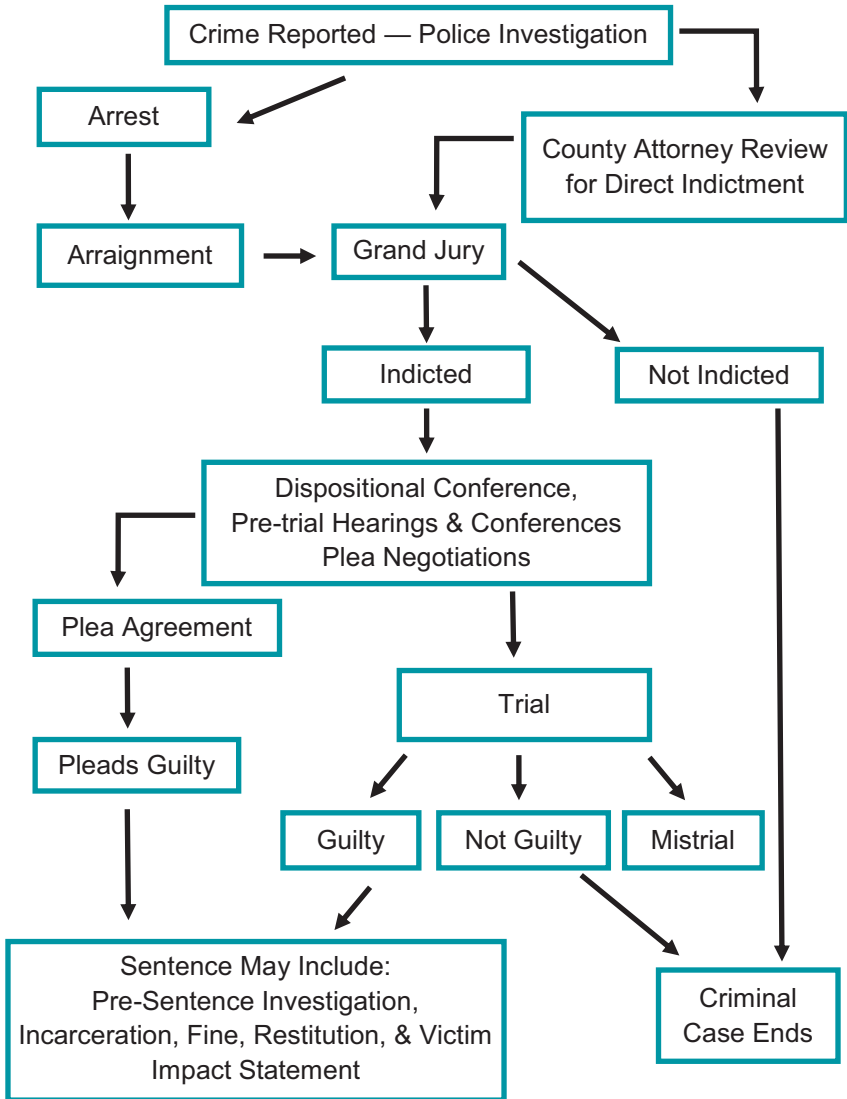 Crime Reported — Police Investigation
Arrest
County Attorney Review
for Direct Indictment
Arraignment
Grand Jury
Indicted
Not Indicted
Dispositional Conference,
Pre-trial Hearings & Conferences
Plea Negotiations
Plea Agreement
Trial
Pleads Guilty
Guilty
Not Guilty
Mistrial
Sentence May Include:
Pre-Sentence Investigation,
Incarceration, Fine, Restitution, & Victim
Impact Statement
Criminal
Case Ends